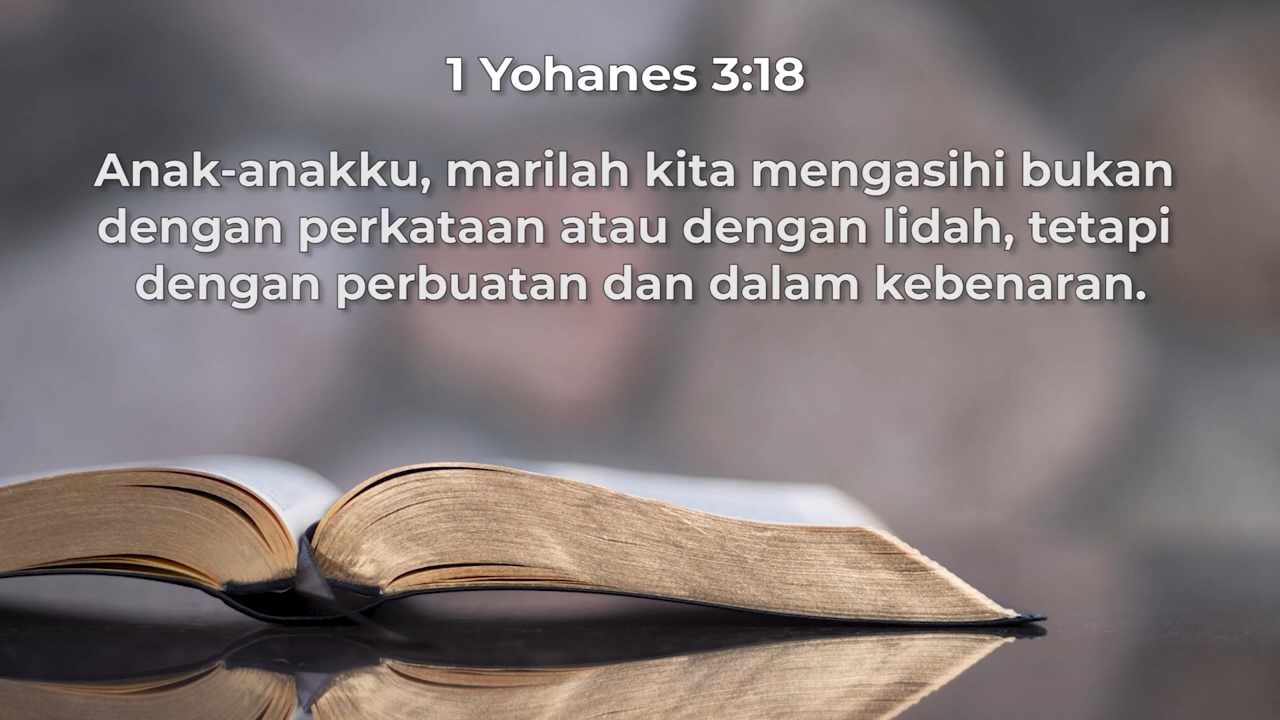 1 Yohanes 3:18
Anak-anakku, marilah kita mengasihi bukan
dengan perkataan atau dengan lidah, tetapi
dengan perbuatan dan dalam kebenaran.